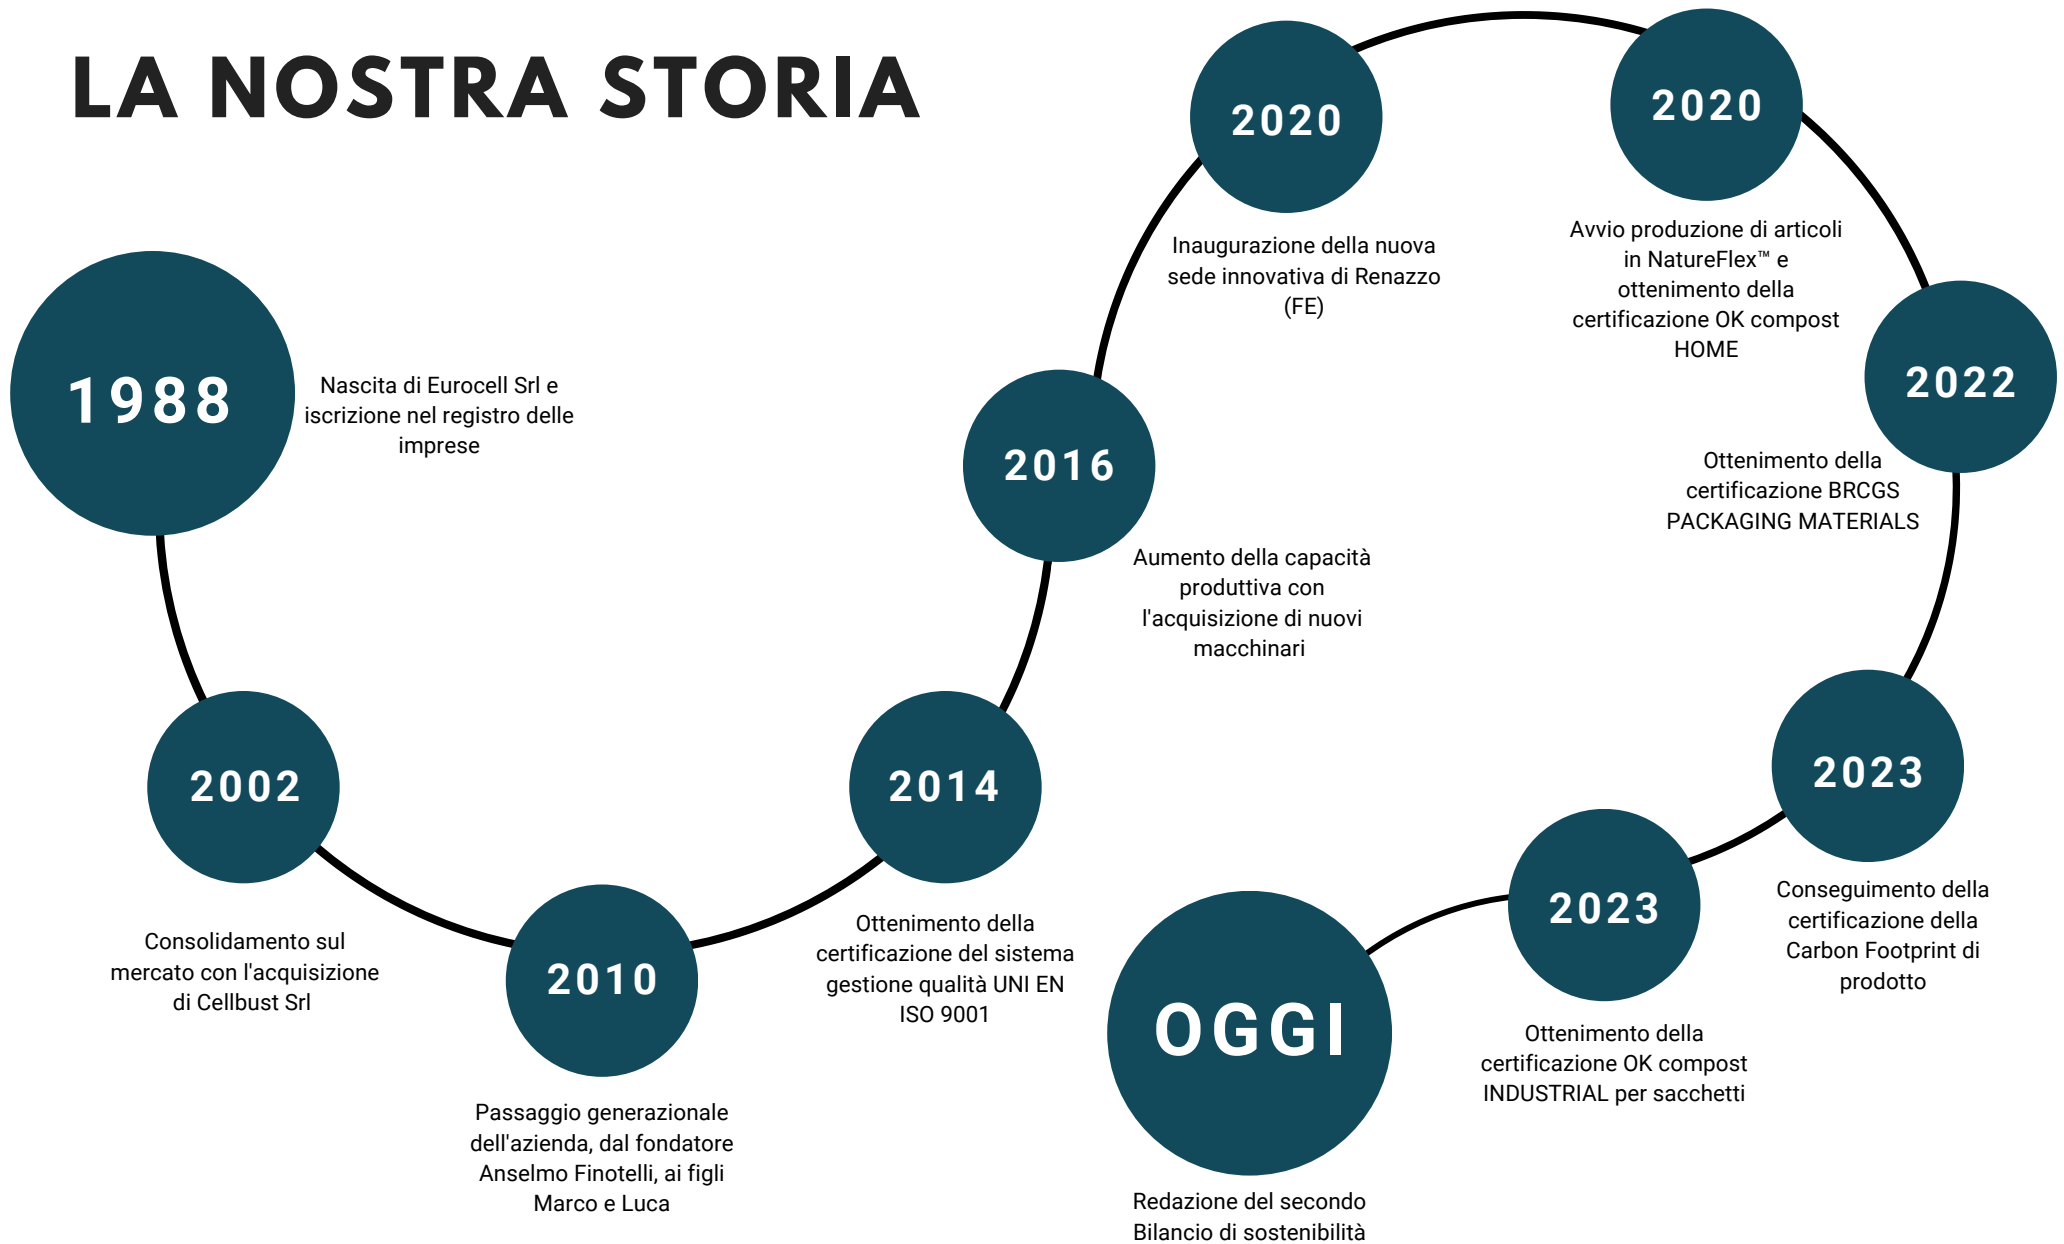 LA NOSTRA STORIA
1988
Nascita di Eurocell Srl e
iscrizione nel registro delle
imprese
2002
Consolidamento sul
mercato con l'acquisizione
di Cellbust Srl
2010
Passaggio generazionale
dell'azienda, dal fondatore
Anselmo Finotelli, ai figli
Marco e Luca
2014
Ottenimento della
certificazione del sistema
gestione qualità UNI EN
ISO 9001
2016
Aumento della capacità
produttiva con
l'acquisizione di nuovi
macchinari
2020
Inaugurazione della nuova
sede innovativa di Renazzo
(FE)
2020
Avvio produzione di articoli
in NatureFlex™ e
ottenimento della
certificazione OK compost
HOME
2022
Ottenimento della
certificazione BRCGS
PACKAGING MATERIALS
2023
Conseguimento della
certificazione della
Carbon Footprint di
prodotto
2023
Ottenimento della
certificazione OK compost
INDUSTRIAL per sacchetti
OGGI
Redazione del secondo
Bilancio di sostenibilità